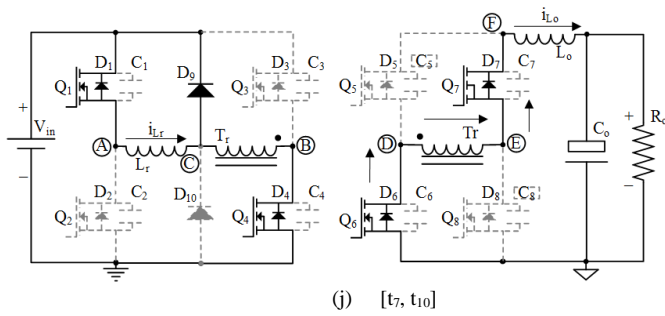 D1 C1 D9 D3 C3
Q1 Q3
+ Vin −
A iLr Lr C Tr B
D2 C2 D10 D4 C4
Q2 Q4
F iLo Lo
D5 C5 D7 C7
Q5 Q7
D Tr E
D6 C6 D8 C8
Q6 Q8
Co + −
(j) [t7, t10]